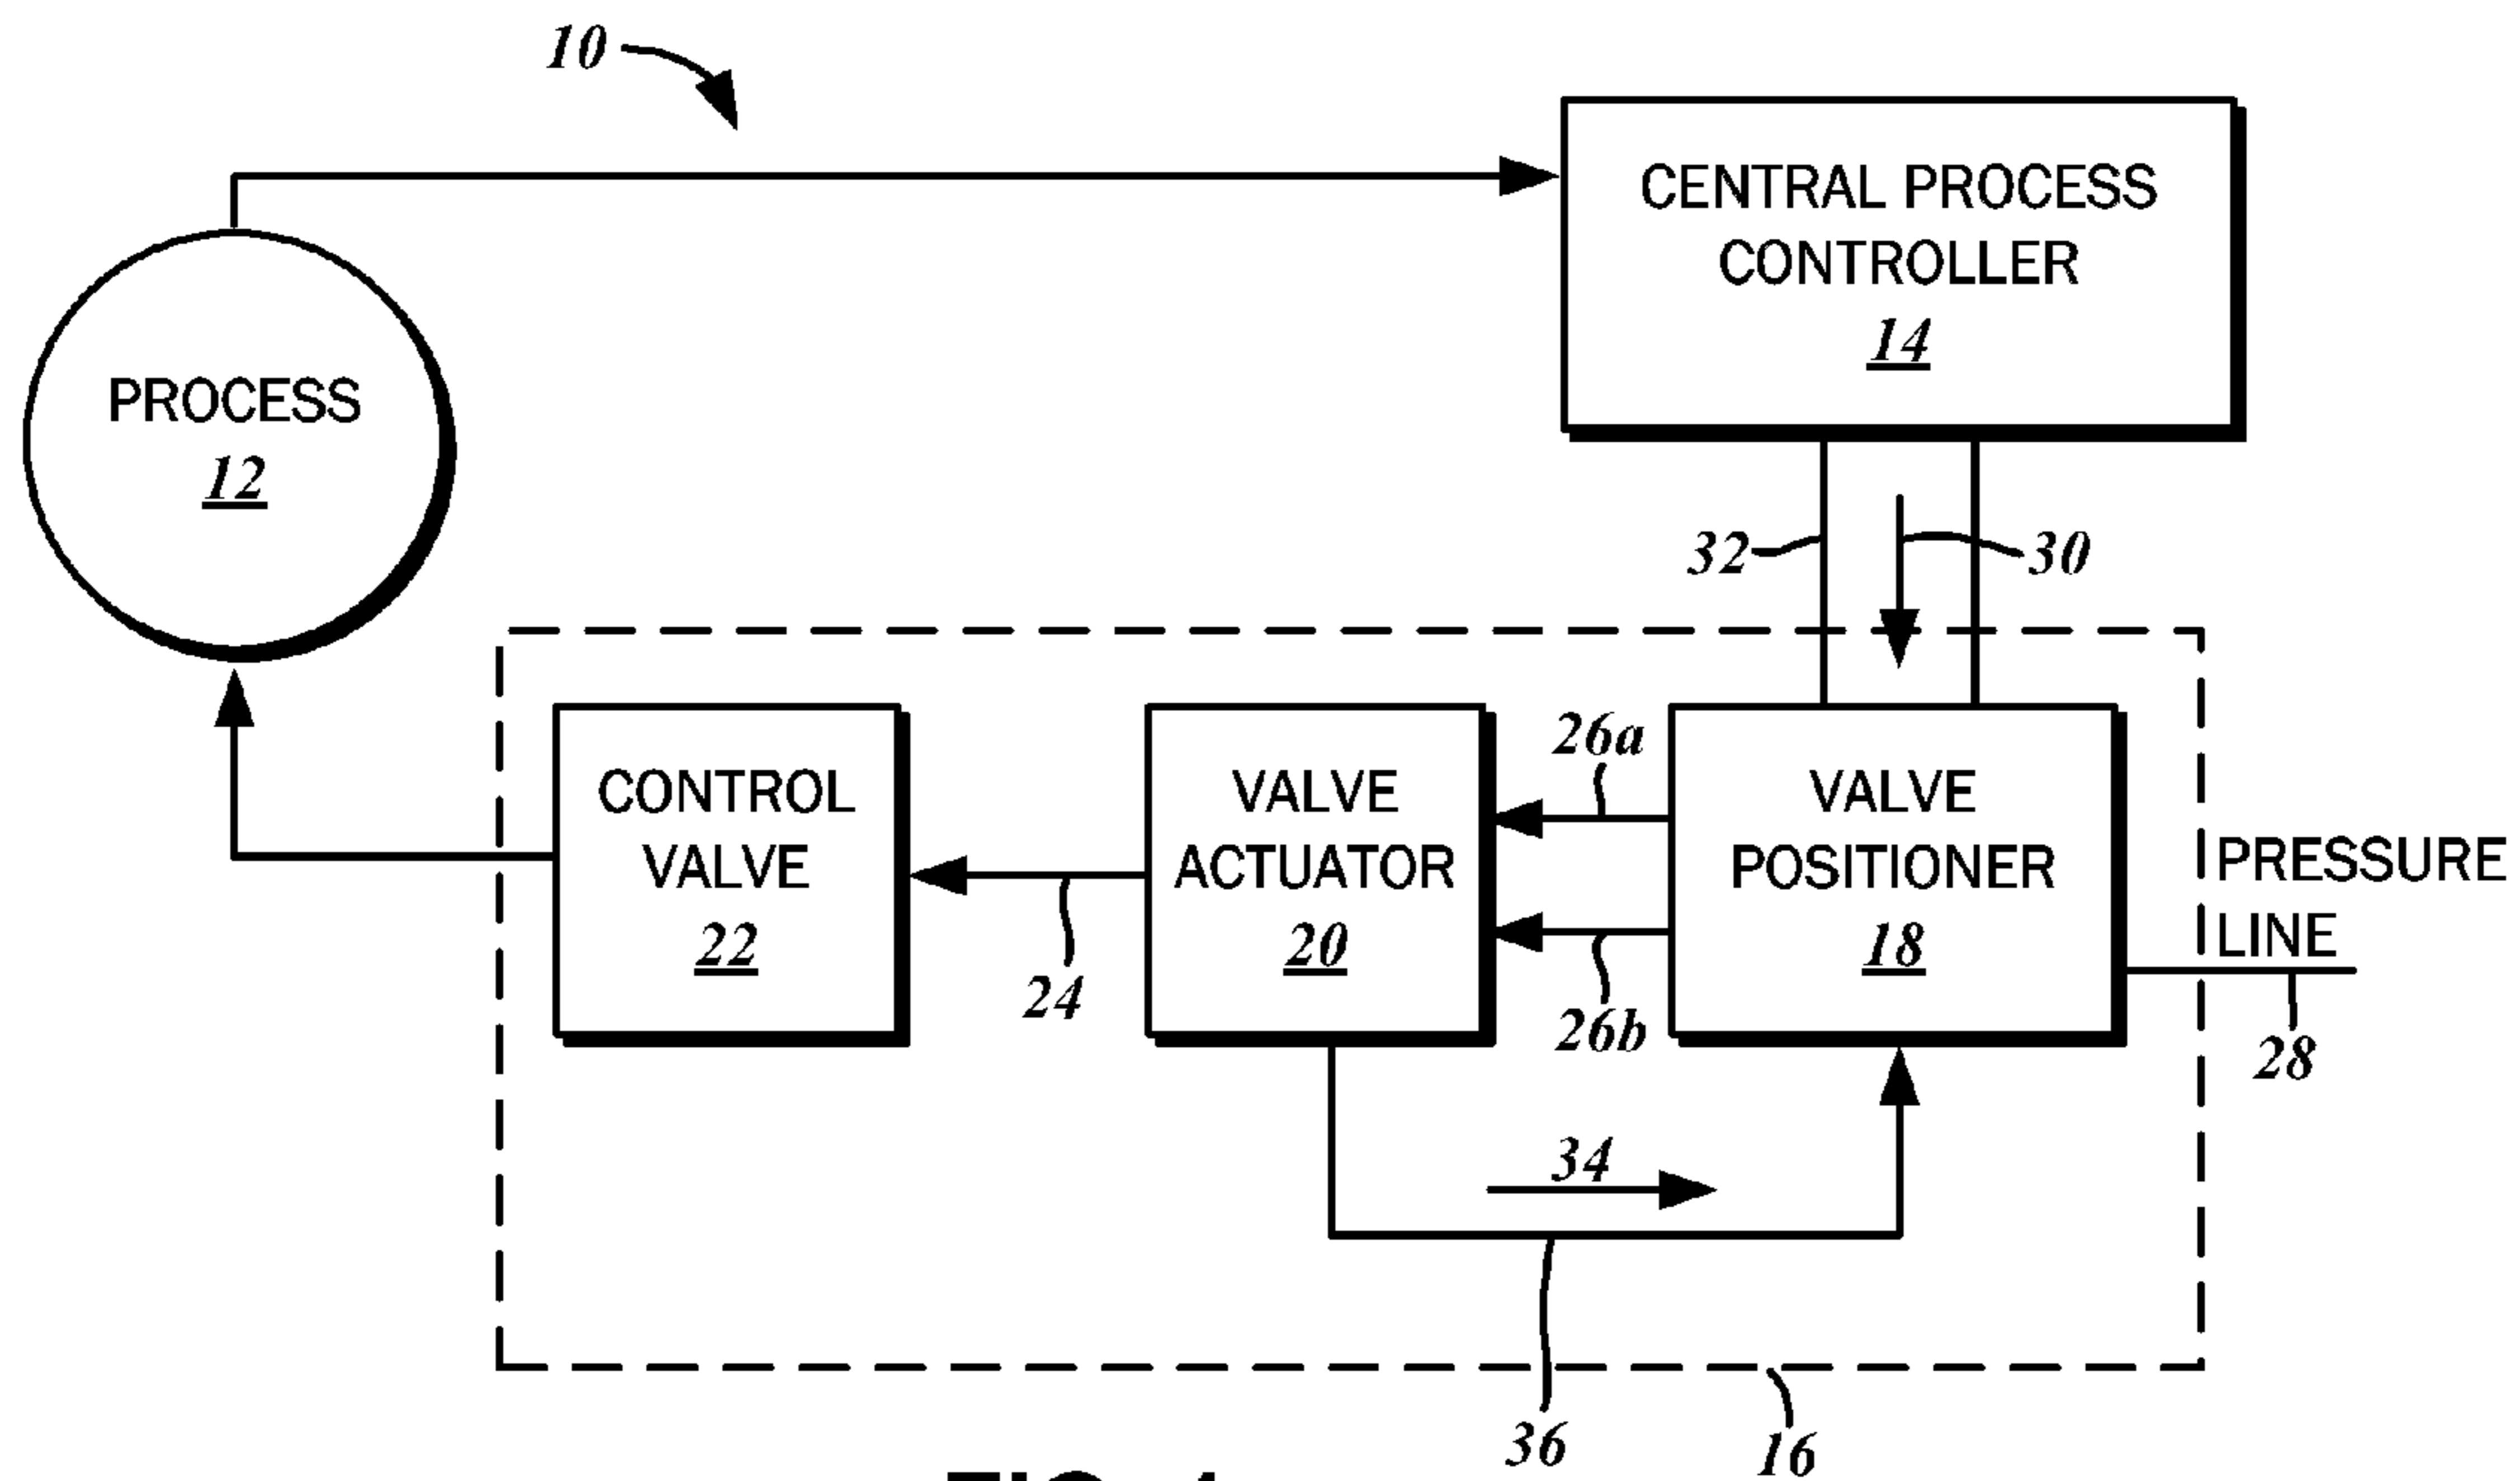 10
CENTRAL PROCESS
CONTROLLER
14
PROCESS
12
32
30
26a
CONTROL
VALVE
22
VALVE
ACTUATOR
20
VALVE
POSITIONER
18
PRESSURE
LINE
24
26b
28
34
36
16